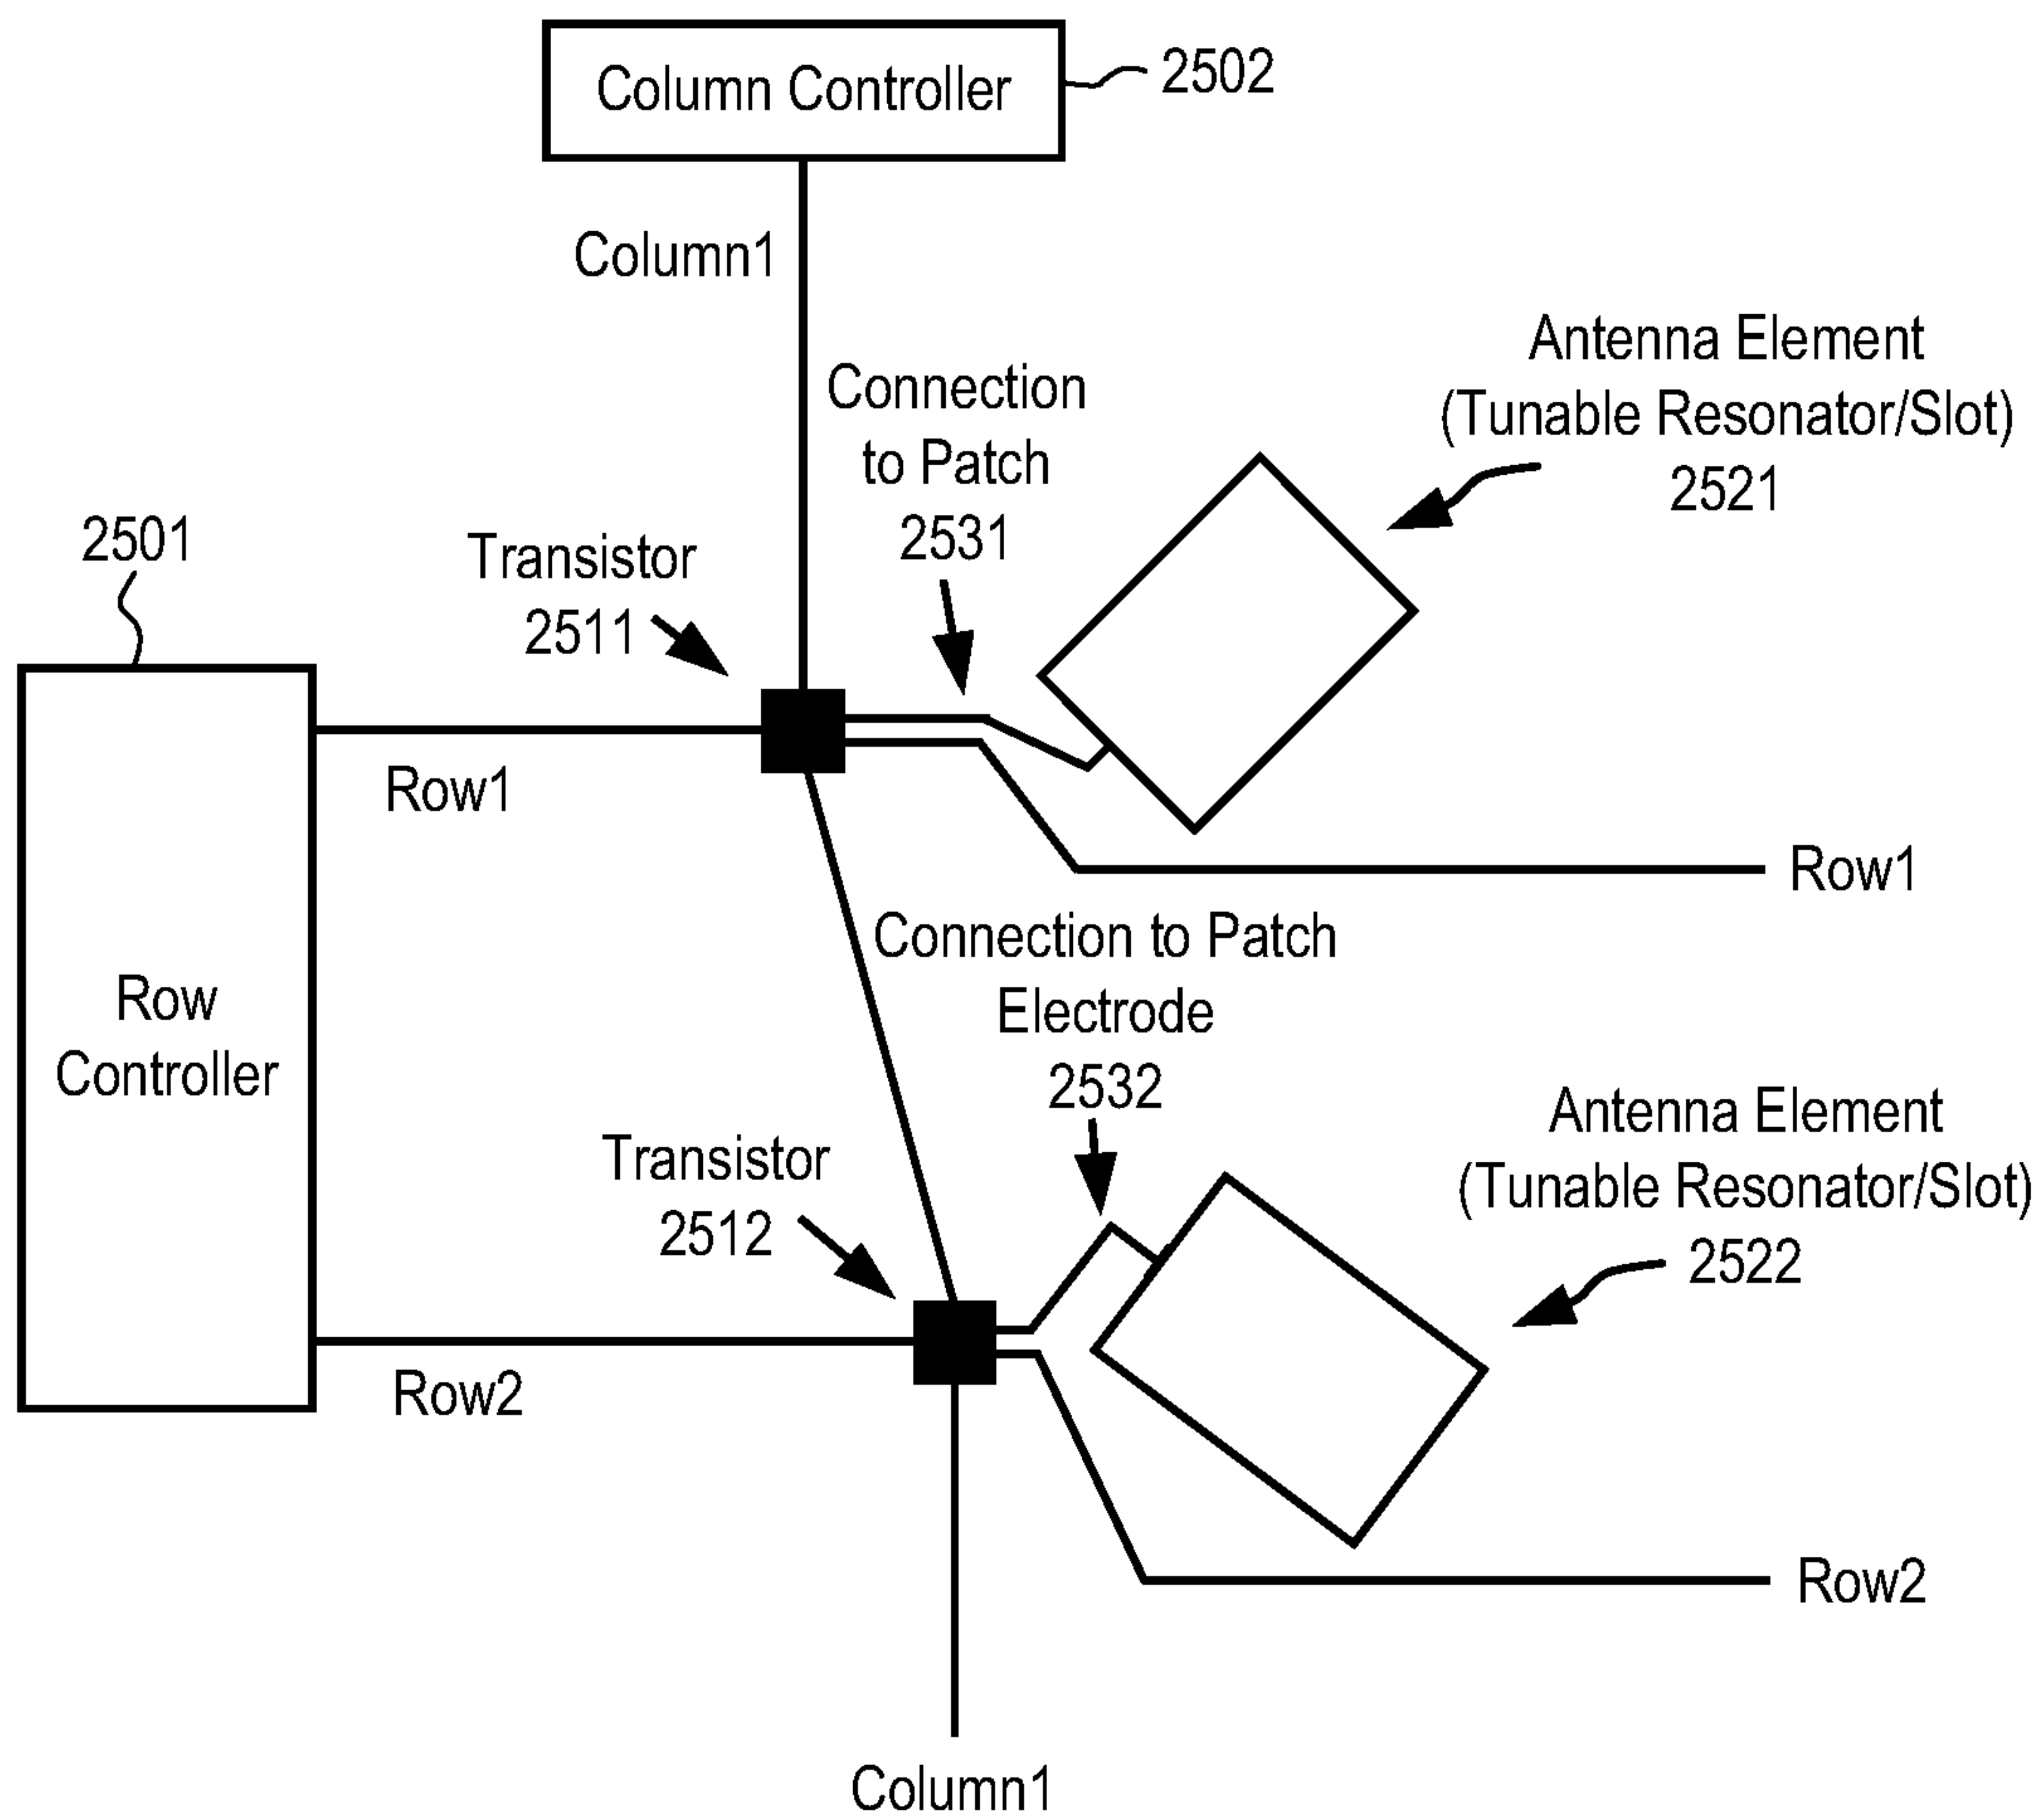 Column Controller
2502
Column1
Antenna Element
(Tunable Resonator/Slot)
2521
Connection
to Patch
2531
2501
Transistor
2511
Row1
Row1
Row
Controller
Connection to Patch
Electrode
2532
Antenna Element
(Tunable Resonator/Slot)
2522
Transistor
2512
Row2
Row2
Column1